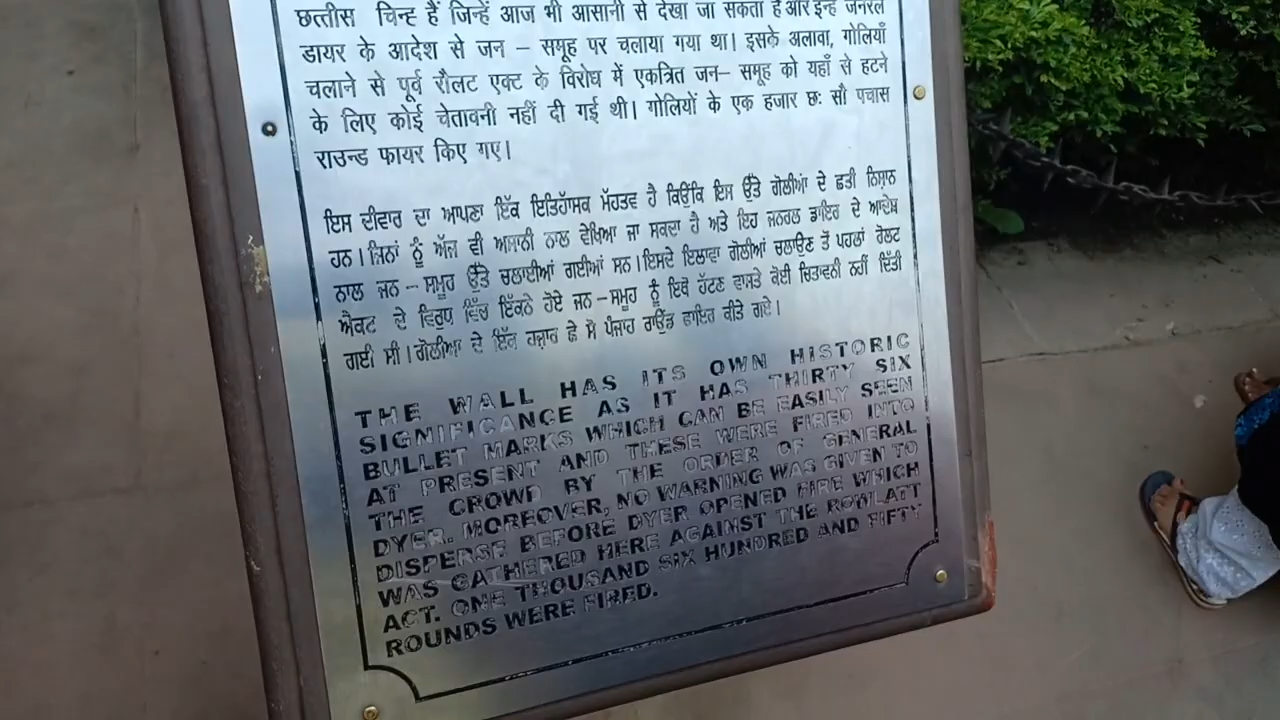 छत्तीस चिन्ह हैं जिन्हें आज भी आसानी से देखा जा सकता है और इन्हें जनरल
डायर के आदेश से जन – समूह पर चलाया गया था। इसके अलावा, गोलियाँ
चलाने से पूर्व रौलट एक्ट के विरोध में एकत्रित जन– समूह को यहाँ से हटने
के लिए कोई चेतावनी नहीं दी गई थी। गोलियों के एक हजार छः सौ पचास
राउन्ड फायर किए गए।
ਇਸ ਦੀਵਾਰ ਦਾ ਆਪਣਾ ਇੱਕ ਇਤਿਹਾਸਕ ਮੱਹਤਵ ਹੈ ਕਿਉਂਕਿ ਇਸ ਉੱਤੇ ਗੋਲੀਆਂ ਦੇ ਛਤੀ ਨਿਸ਼ਾਨ
ਹਨ। ਜਿਨਾਂ ਨੂੰ ਅੱਜ ਵੀ ਅਸਾਨੀ ਨਾਲ ਵੇਖਿਆ ਜਾ ਸਕਦਾ ਹੈ ਅਤੇ ਇਹ ਜਨਰਲ ਡਾਇਰ ਦੇ ਆਦੇਸ਼
ਨਾਲ ਜਨ – ਸਮੂਹ ਉੱਤੇ ਚਲਾਈਆਂ ਗਈਆਂ ਸਨ। ਇਸਦੇ ਇਲਾਵਾ ਗੋਲੀਆਂ ਚਲਾਉਣ ਤੋਂ ਪਹਲਾਂ ਰੋਲਟ
ਐਕਟ ਦੇ ਵਿਰੁਧ ਵਿੱਚ ਇੱਕਠੇ ਹੋਏ ਜਨ – ਸਮੂਹ ਨੂੰ ਇਥੋ ਹੱਟਣ ਵਾਸਤੇ ਕੋਈ ਚਿਤਾਵਨੀ ਨਹੀਂ ਦਿੱਤੀ
ਗਈ ਸੀ। ਗੋਲੀਆ ਦੇ ਇੱਕ ਹਜ਼ਾਰ ਛੇ ਸੋ ਪੰਜਾਹ ਰਾਊਂਡ ਫਾਇਰ ਕੀਤੇ ਗਏ।
THE WALL HAS ITS OWN HISTORIC
SIGNIFICANCE AS IT HAS THIRTY SIX
BULLET MARKS WHICH CAN BE EASILY SEEN
AT PRESENT AND THESE WERE FIRED INTO
THE CROWD BY THE ORDER OF GENERAL
DYER. MOREOVER, NO WARNING WAS GIVEN TO
DISPERSE BEFORE DYER OPENED FIRE WHICH
WAS GATHERED HERE AGAINST THE ROWLATT
ACT. ONE THOUSAND SIX HUNDRED AND FIFTY
ROUNDS WERE FIRED.